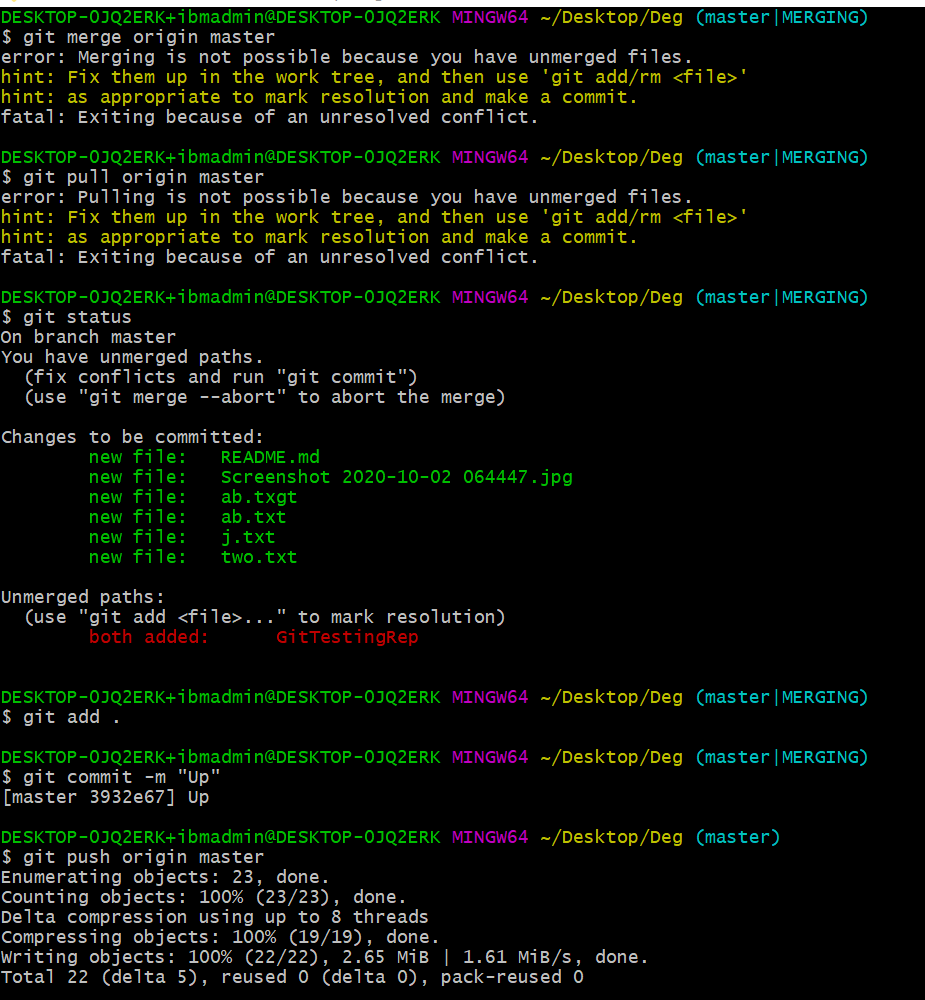 DESKTOP-0JQ2ERK+ibmadmin@DESKTOP-0JQ2ERK MINGW64 ~/Desktop/Deg (master|MERGING)
$ git merge origin master
error: Merging is not possible because you have unmerged files.
hint: Fix them up in the work tree, and then use 'git add/rm <file>'
hint: as appropriate to mark resolution and make a commit.
fatal: Exiting because of an unresolved conflict.

DESKTOP-0JQ2ERK+ibmadmin@DESKTOP-0JQ2ERK MINGW64 ~/Desktop/Deg (master|MERGING)
$ git pull origin master
error: Pulling is not possible because you have unmerged files.
hint: Fix them up in the work tree, and then use 'git add/rm <file>'
hint: as appropriate to mark resolution and make a commit.
fatal: Exiting because of an unresolved conflict.

DESKTOP-0JQ2ERK+ibmadmin@DESKTOP-0JQ2ERK MINGW64 ~/Desktop/Deg (master|MERGING)
$ git status
On branch master
You have unmerged paths.
  (fix conflicts and run "git commit")
  (use "git merge --abort" to abort the merge)

Changes to be committed:
        new file:   README.md
        new file:   Screenshot 2020-10-02 064447.jpg
        new file:   ab.txgt
        new file:   ab.txt
        new file:   j.txt
        new file:   two.txt

Unmerged paths:
  (use "git add <file>..." to mark resolution)
        both added:      GitTestingRep

DESKTOP-0JQ2ERK+ibmadmin@DESKTOP-0JQ2ERK MINGW64 ~/Desktop/Deg (master|MERGING)
$ git add .

DESKTOP-0JQ2ERK+ibmadmin@DESKTOP-0JQ2ERK MINGW64 ~/Desktop/Deg (master|MERGING)
$ git commit -m "Up"
[master 3932e67] Up

DESKTOP-0JQ2ERK+ibmadmin@DESKTOP-0JQ2ERK MINGW64 ~/Desktop/Deg (master)
$ git push origin master
Enumerating objects: 23, done.
Counting objects: 100% (23/23), done.
Delta compression using up to 8 threads
Compressing objects: 100% (19/19), done.
Writing objects: 100% (22/22), 2.65 MiB | 1.61 MiB/s, done.
Total 22 (delta 5), reused 0 (delta 0), pack-reused 0